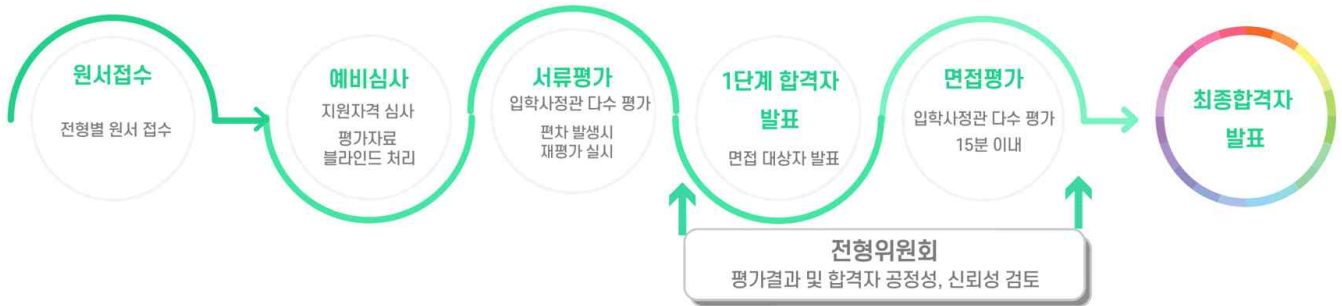 원서접수
전형별 원서 접수
예비심사
지원자격 심사
평가자료
블라인드 처리
서류평가
입학사정관 다수 평가
편차 발생시
재평가 실시
1단계 합격자
발표
면접 대상자 발표
면접평가
입학사정관 다수 평가
15분 이내
최종합격자
발표
전형위원회
평가결과 및 합격자 공정성, 신뢰성 검토